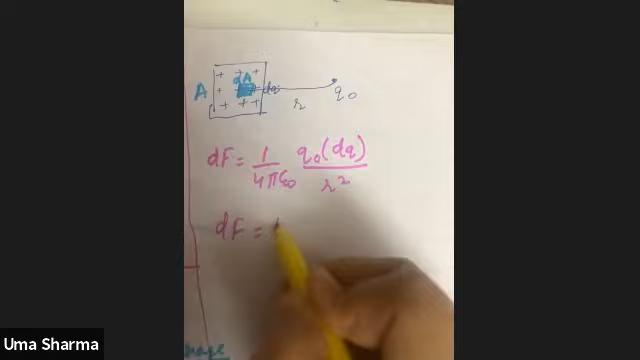 + + +
dA
A + + dq
+ + +
r q₀
dF = 1/4πε₀ q₀(dq)/r²
dF =
Uma Sharma